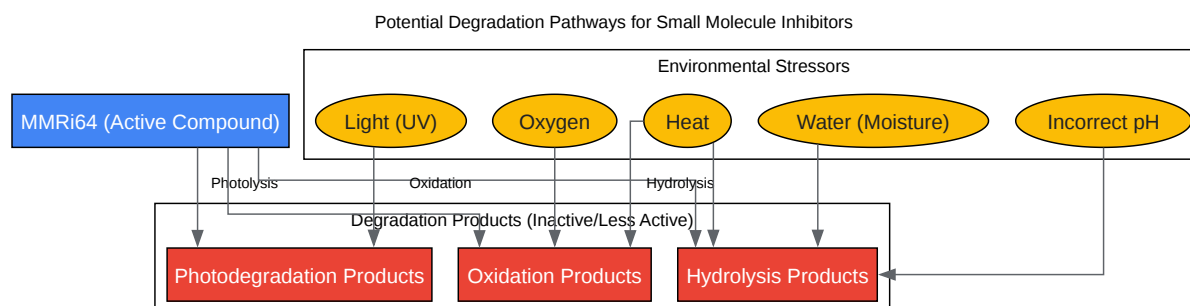 Potential Degradation Pathways for Small Molecule Inhibitors
Environmental Stressors
MMRi64 (Active Compound)
Light (UV)
Oxygen
Heat
Water (Moisture)
Incorrect pH
Photolysis
Oxidation
Hydrolysis
Degradation Products (Inactive/Less Active)
Photodegradation Products
Oxidation Products
Hydrolysis Products